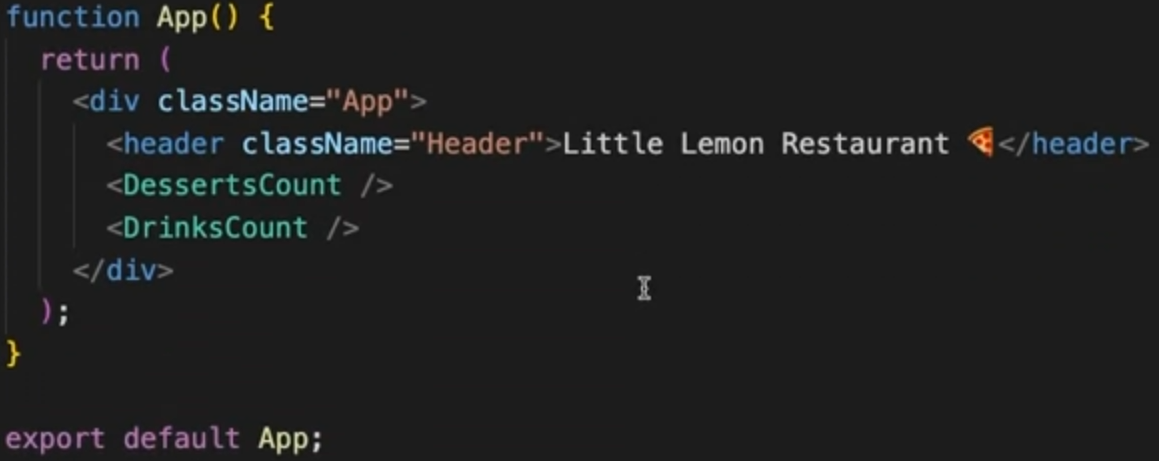 function App() {
return (
<div className="App">
<header className="Header">Little Lemon Restaurant 🍕</header>
<DessertsCount />
<DrinksCount />
</div>
);
}
export default App;